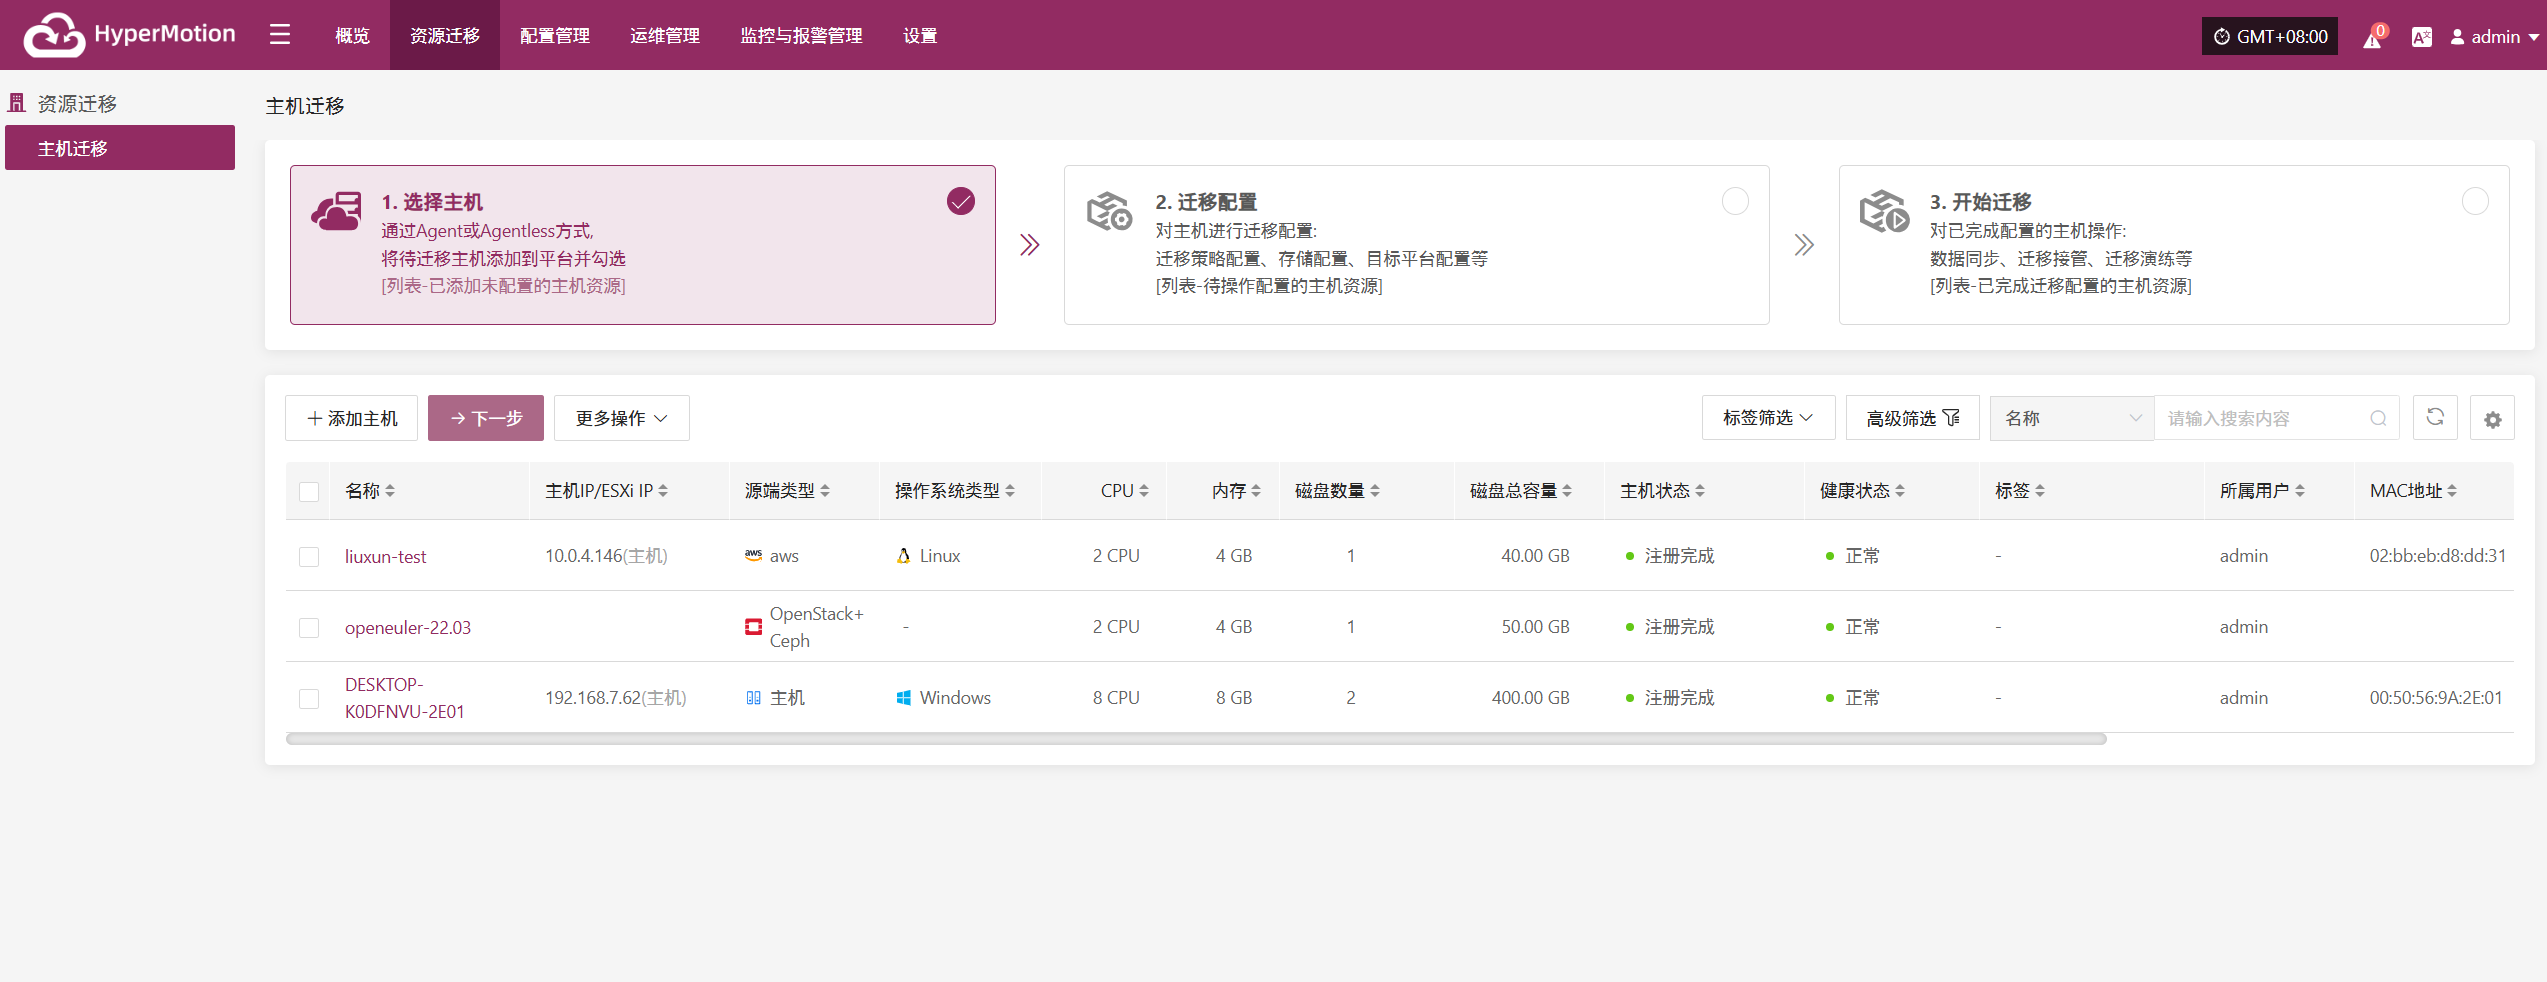 HyperMotion
概览
资源迁移
配置管理
运维管理
监控与报警管理
设置
GMT+08:00
0
admin
资源迁移
主机迁移
主机迁移
1. 选择主机
通过Agent或Agentless方式,
将待迁移主机添加到平台并勾选
[列表-已添加未配置的主机资源]
2. 迁移配置
对主机进行迁移配置:
迁移策略配置、存储配置、目标平台配置等
[列表-待操作配置的主机资源]
3. 开始迁移
对已完成配置的主机操作:
数据同步、迁移接管、迁移演练等
[列表-已完成迁移配置的主机资源]
添加主机
下一步
更多操作
标签筛选
高级筛选
名称
请输入搜索内容
名称 主机IP/ESXi IP 源端类型 操作系统类型 CPU 内存 磁盘数量 磁盘总容量 主机状态 健康状态 标签 所属用户 MAC地址
liuxun-test 10.0.4.146(主机) aws aws Linux 2 CPU 4 GB 1 40.00 GB 注册完成 正常 - admin 02:bb:eb:d8:dd:31
openeuler-22.03 OpenStack+
Ceph - 2 CPU 4 GB 1 50.00 GB 注册完成 正常 - admin
DESKTOP-
K0DFNVU-2E01 192.168.7.62(主机) 主机 Windows 8 CPU 8 GB 2 400.00 GB 注册完成 正常 - admin 00:50:56:9A:2E:01